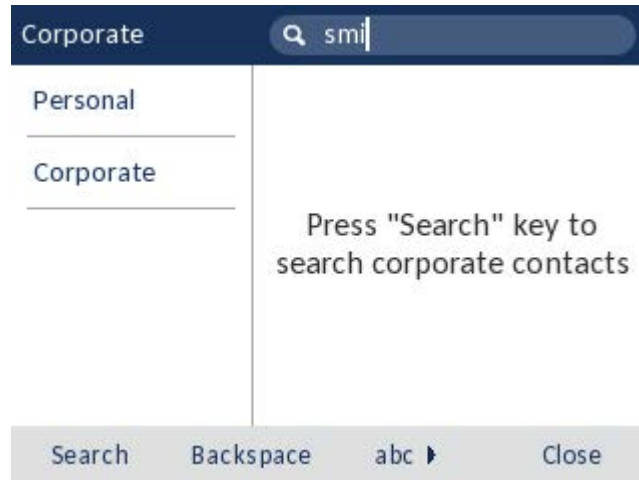 Corporate
smi
Personal
Corporate
Press "Search" key to
search corporate contacts
Search Backspace abc Close